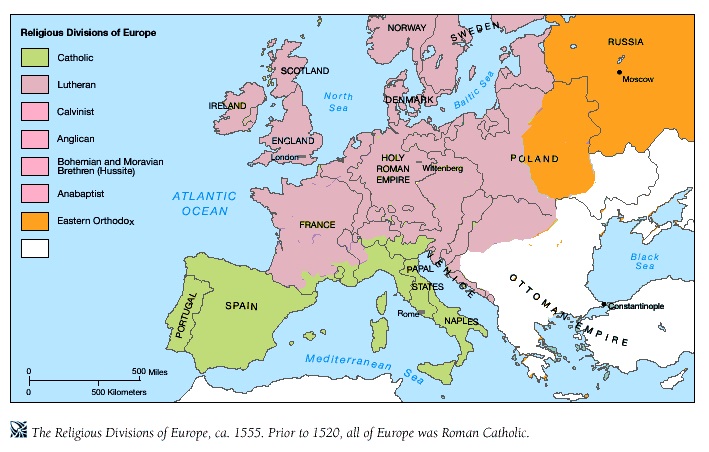 Religious Divisions of Europe
Catholic
Lutheran
Calvinist
Anglican
Bohemian and Moravian
Brethren (Hussite)
Anabaptist
Eastern Orthodox
NORWAY
SWEDEN
RUSSIA
Moscow
SCOTLAND
North
Sea
Baltic Sea
IRELAND
DENMARK
ENGLAND
London
HOLY
ROMAN
EMPIRE
Wittenberg
POLAND
ATLANTIC
OCEAN
FRANCE
VENICE
PAPAL
STATES
Black
Sea
PORTUGAL
SPAIN
Rome
NAPLES
OTTOMAN EMPIRE
Constantinople
Mediterranean Sea
0 500 Miles
0 500 Kilometers
The Religious Divisions of Europe, ca. 1555. Prior to 1520, all of Europe was Roman Catholic.